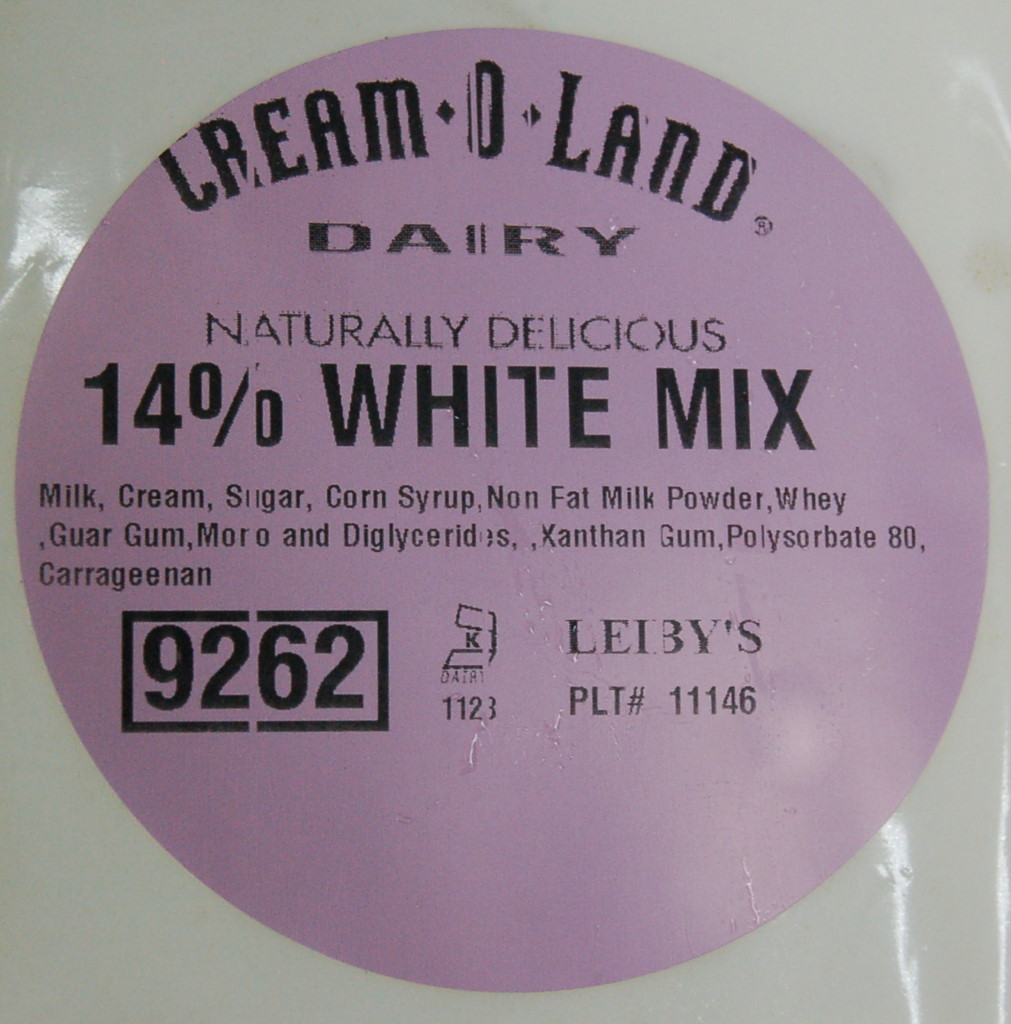 CREAM·O·LAND®
DAIRY
NATURALLY DELICIOUS
14% WHITE MIX
Milk, Cream, Sugar, Corn Syrup,Non Fat Milk Powder,Whey
,Guar Gum,Mono and Diglycerides, ,Xanthan Gum,Polysorbate 80,
Carrageenan
9262
K
DAIRY
1123
LEIBY'S
PLT# 11146